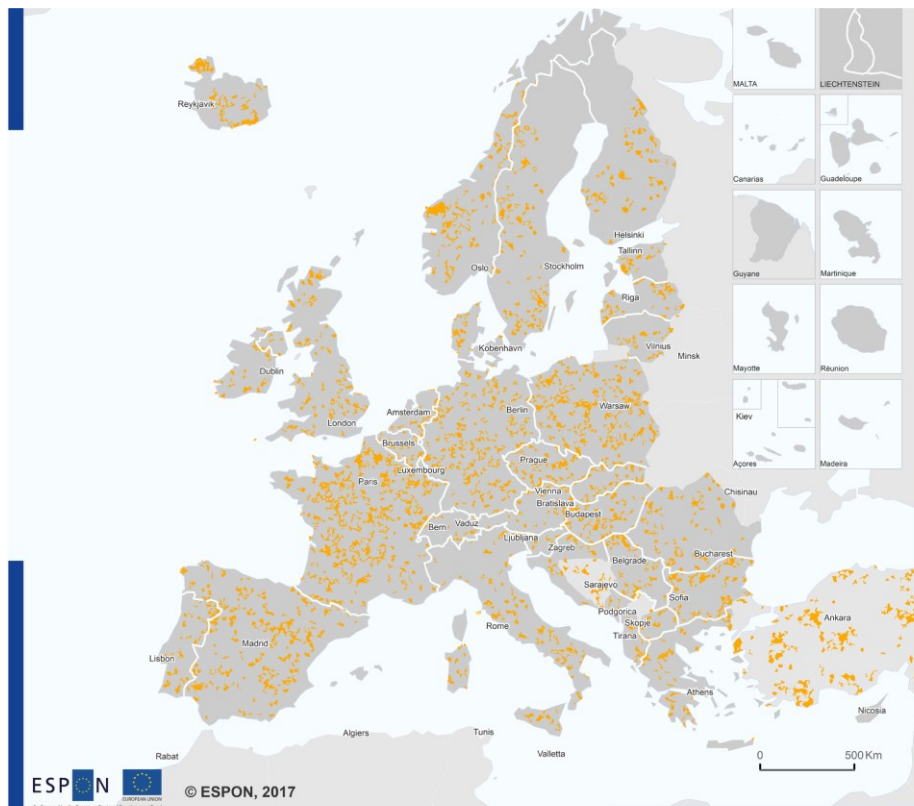 MALTA
LIECHTENSTEIN
Reykjavik
Canarias
Guadeloupe
Helsinki
Tallinn
Oslo
Stockholm
Guyane
Martinique
Riga
Kobenhavn
Vilnius
Minsk
Dublin
Mayotte
Réunion
Amsterdam
Berlin
Warsaw
London
Kiev
Brussels
Prague
Açores
Madeira
Luxembourg
Paris
Vienna
Chisinau
Bratislava
Budapest
Bern
Vaduz
Ljubljana
Zagreb
Bucharest
Belgrade
Sarajevo
Sofia
Podgorica
Skopje
Ankara
Rome
Tirana
Madrid
Lisbon
Athens
Nicosia
Algiers
Tunis
Valletta
Rabat
0 500 Km
ESPON
EUROPEAN UNION
© ESPON, 2017